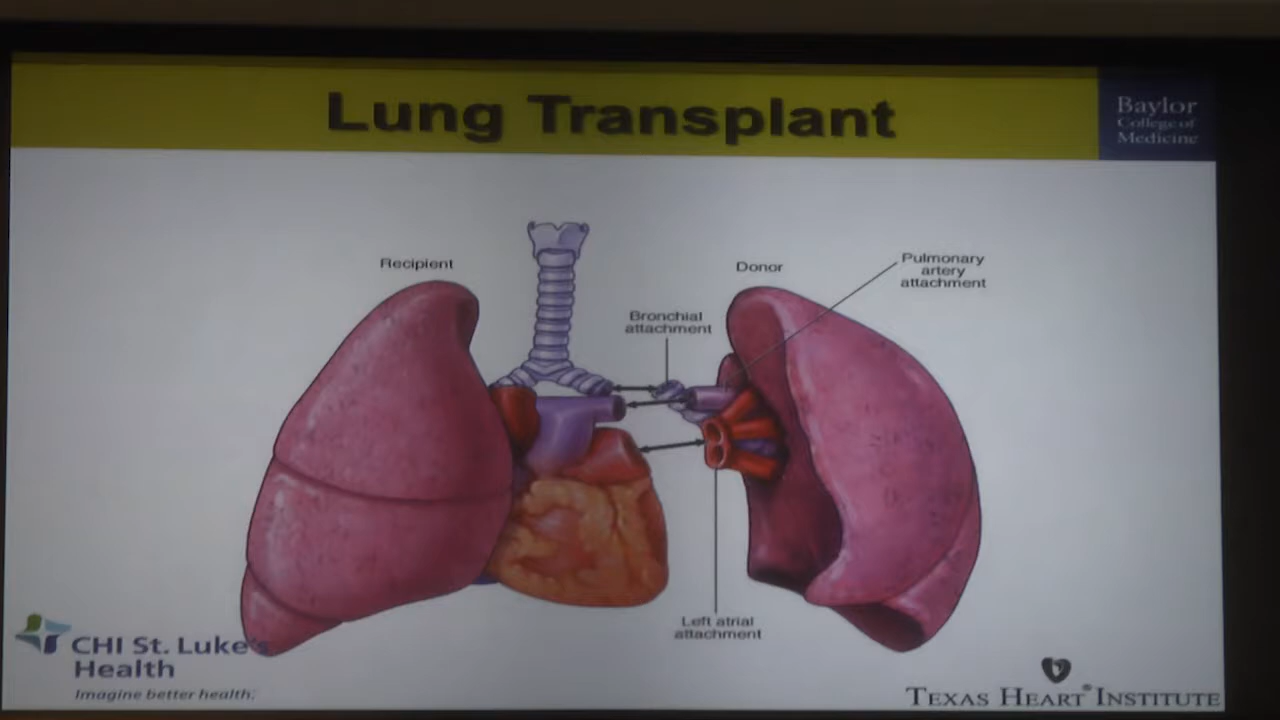 Lung Transplant
Baylor
College of
Medicine
Recipient
Donor
Pulmonary
artery
attachment
Bronchial
attachment
Left atrial
attachment
CHI St. Luke's
Health
Imagine better health.
TEXAS HEART® INSTITUTE